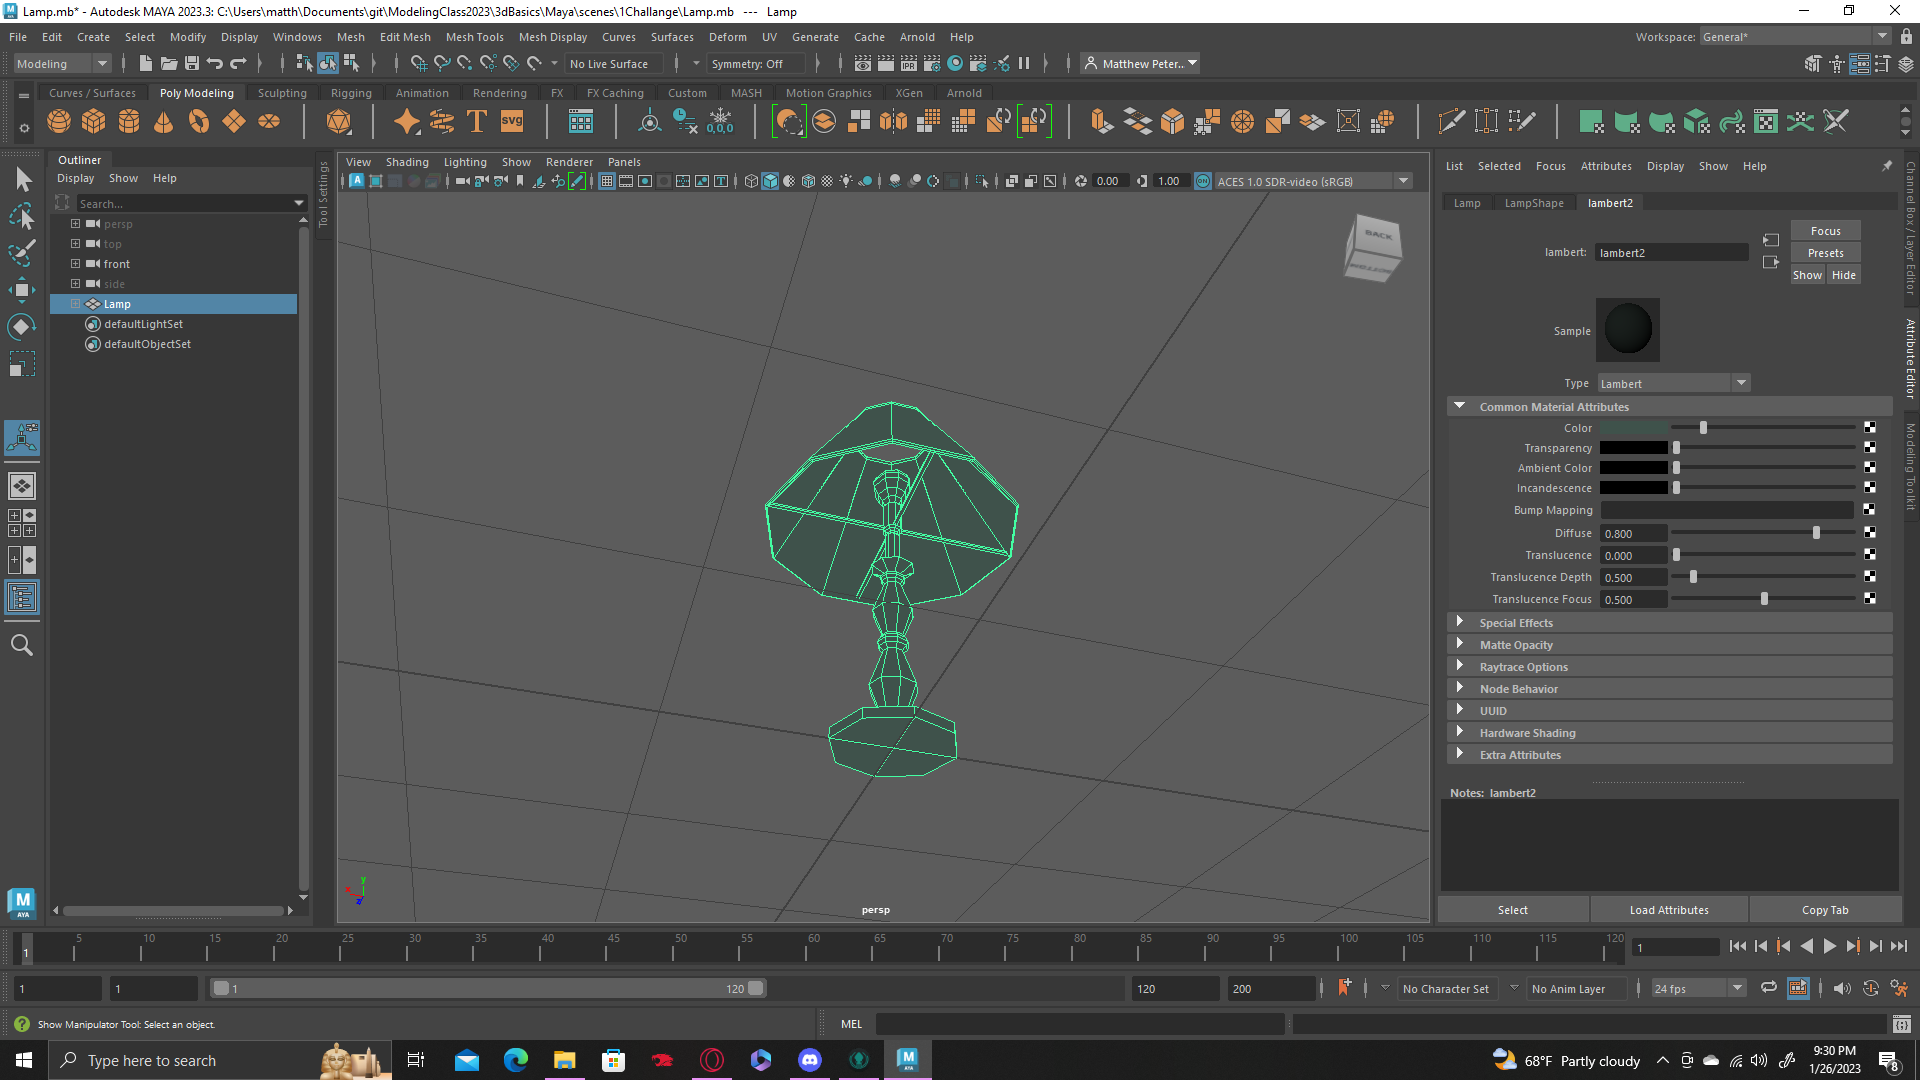 Lamp.mb* - Autodesk MAYA 2023.3: C:\Users\matth\Documents\git\ModelingClass2023\3dBasics\Maya\scenes\1Challange\Lamp.mb --- Lamp
File Edit Create Select Modify Display Windows Mesh Edit Mesh Mesh Tools Mesh Display Curves Surfaces Deform UV Generate Cache Arnold Help
Workspace: General*
Modeling No Live Surface Symmetry: Off Matthew Peter..
Curves / Surfaces Poly Modeling Sculpting Rigging Animation Rendering FX FX Caching Custom MASH Motion Graphics XGen Arnold
T SVG 0,0,0
Outliner
Display Show Help
Search...
persp
top
front
side
Lamp
defaultLightSet
defaultObjectSet
Tool Settings
View Shading Lighting Show Renderer Panels
0.00 1.00 ACES 1.0 SDR-video (sRGB)
BACK
BOTTOM
y
persp
List Selected Focus Attributes Display Show Help
Lamp LampShape lambert2
Focus
lambert: lambert2 Presets
Show Hide
Sample
Type Lambert
Common Material Attributes
Color
Transparency
Ambient Color
Incandescence
Bump Mapping
Diffuse 0.800
Translucence 0.000
Translucence Depth 0.500
Translucence Focus 0.500
Special Effects
Matte Opacity
Raytrace Options
Node Behavior
UUID
Hardware Shading
Extra Attributes
Notes: lambert2
Select Load Attributes Copy Tab
Channel Box / Layer Editor
Attribute Editor
Modeling Toolkit
M
AYA
1 5 10 15 20 25 30 35 40 45 50 55 60 65 70 75 80 85 90 95 100 105 110 115 120 1
1 1 1 120 120 200 No Character Set No Anim Layer 24 fps
Show Manipulator Tool: Select an object. MEL
Type here to search
68°F Partly cloudy
9:30 PM
1/26/2023
8